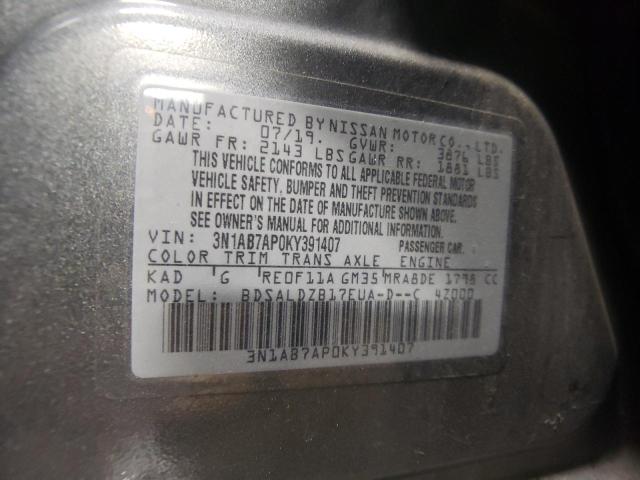 MANUFACTURED BY NISSAN MOTOR CO., LTD.
DATE: 07/19. GVWR: 3876 LBS
GAWR FR: 2143 LBS GAWR RR: 1881 LBS
THIS VEHICLE CONFORMS TO ALL APPLICABLE FEDERAL MOTOR
VEHICLE SAFETY, BUMPER AND THEFT PREVENTION STANDARDS
IN EFFECT ON THE DATE OF MANUFACTURE SHOWN ABOVE.
SEE OWNER'S MANUAL FOR ADDITIONAL INFORMATION.
VIN: 3N1AB7AP0KY391407 PASSENGER CAR.
COLOR TRIM TRANS AXLE ENGINE
KAD G RE0F11A GM35 MRA8DE 1798 CC
MODEL: BDSALDZB17EUA-D--C 4Z000
3N1AB7AP0KY391407